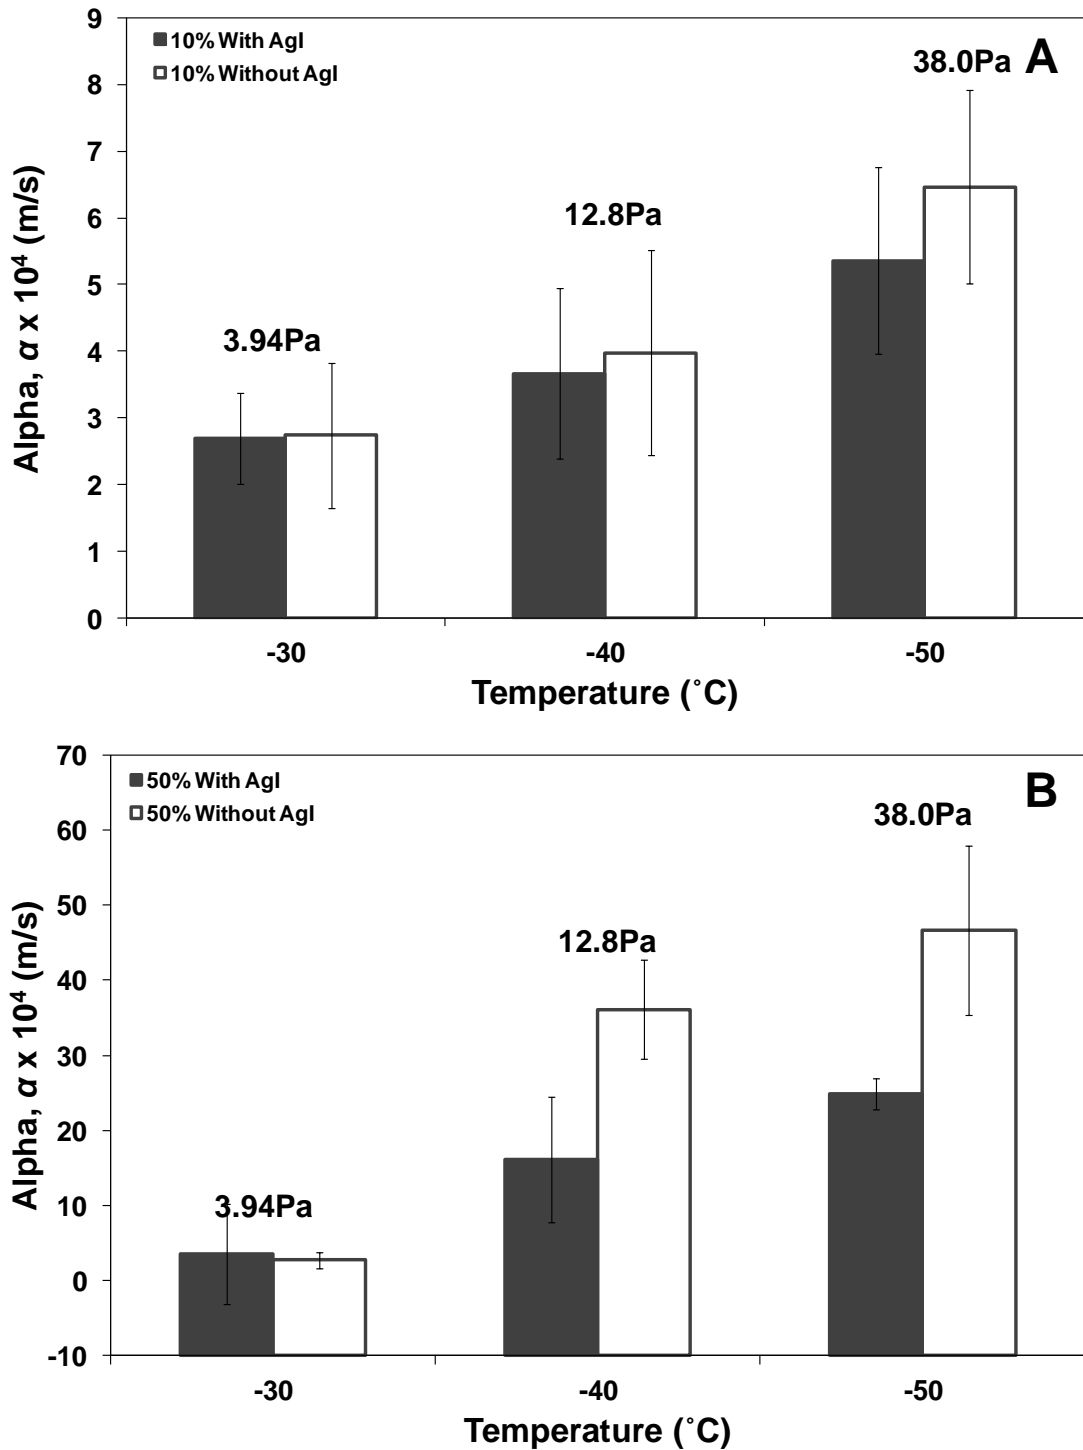 9
8
7
6
5
4
3
2
1
0
Alpha, α x 10⁴ (m/s)
10% With AgI
10% Without AgI
A
3.94Pa
12.8Pa
38.0Pa
-30
-40
-50
Temperature (˚C)
70
60
50
40
30
20
10
0
-10
Alpha, α x 10⁴ (m/s)
50% With AgI
50% Without AgI
B
3.94Pa
12.8Pa
38.0Pa
-30
-40
-50
Temperature (˚C)